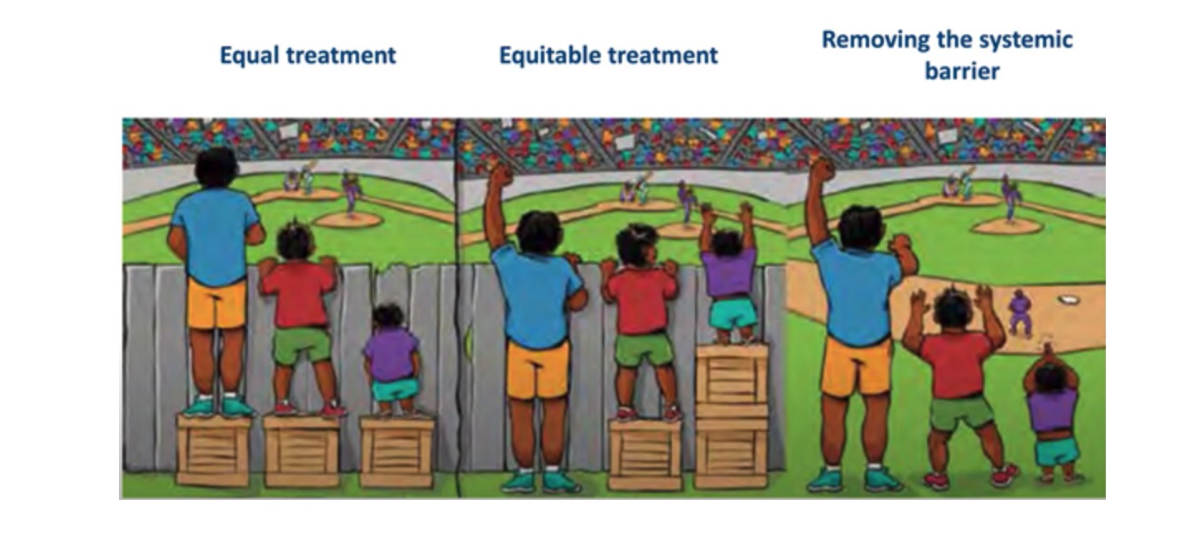 Equal treatment
Equitable treatment
Removing the systemic
barrier